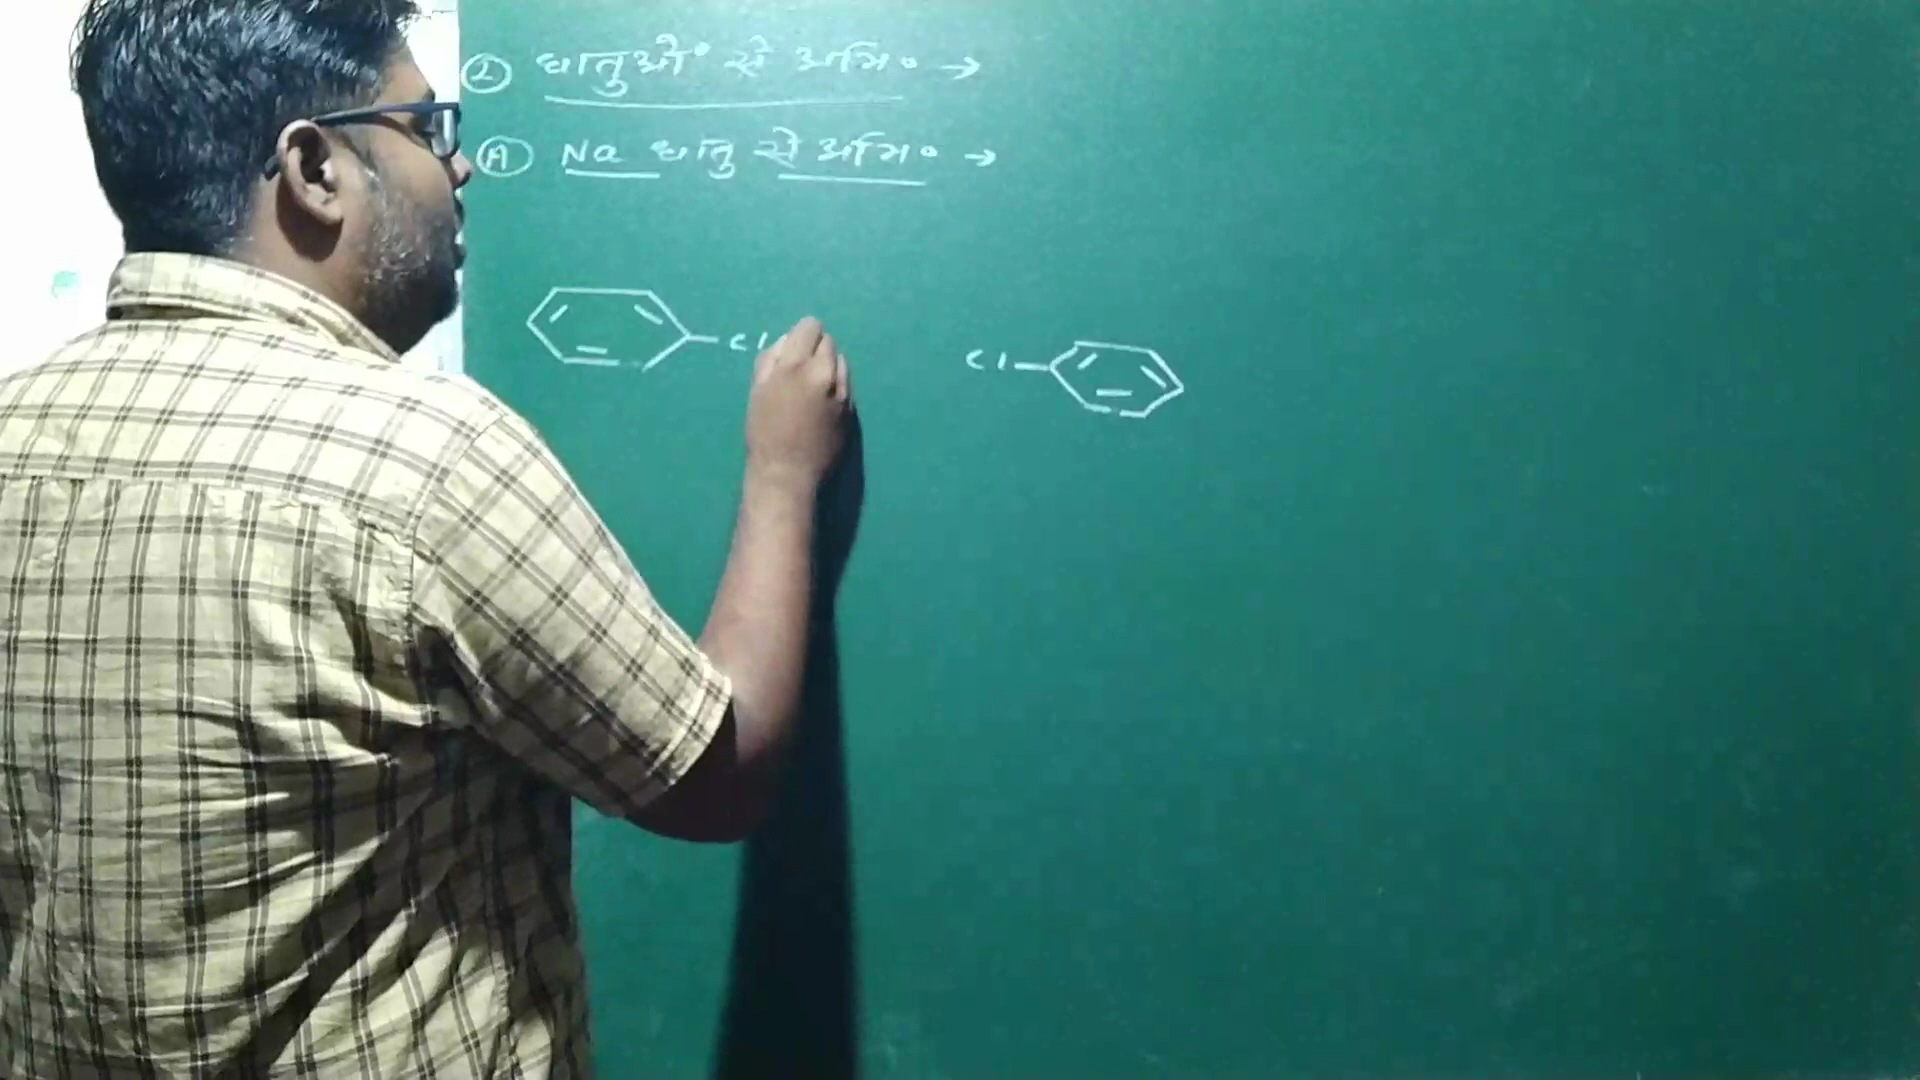 ② धातुओं से अभि० →
Ⓐ Na धातु से अभि० →
Cl
Cl